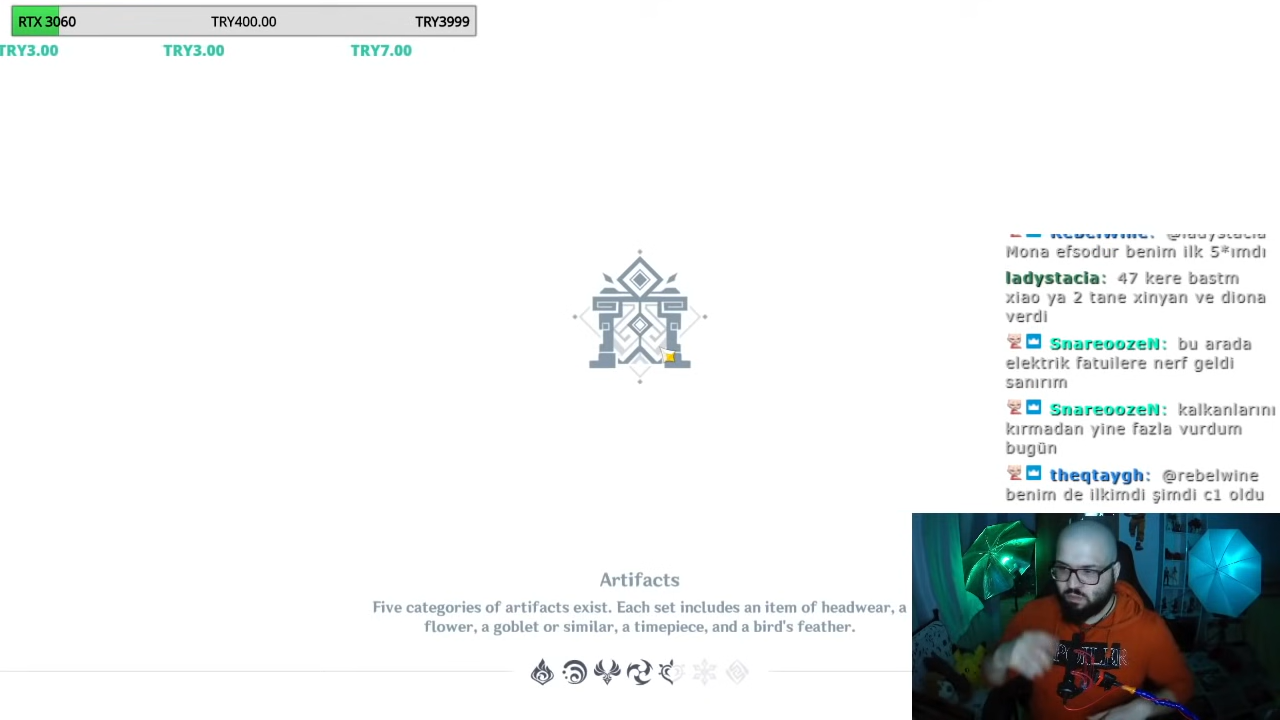 RTX 3060 TRY400.00 TRY3999
TRY3.00 TRY3.00 TRY7.00
RebelWine: @ladystacia
Mona efsodur benim ilk 5*ımdı
ladystacia: 47 kere bastm
xiao ya 2 tane xinyan ve diona
verdi
SnareoozeN: bu arada
elektrik fatuilere nerf geldi
sanırım
SnareoozeN: kalkanlarını
kırmadan yine fazla vurdum
bugün
theqtaygh: @rebelwine
benim de ilkimdi şimdi c1 oldu
Artifacts
Five categories of artifacts exist. Each set includes an item of headwear, a
flower, a goblet or similar, a timepiece, and a bird's feather.